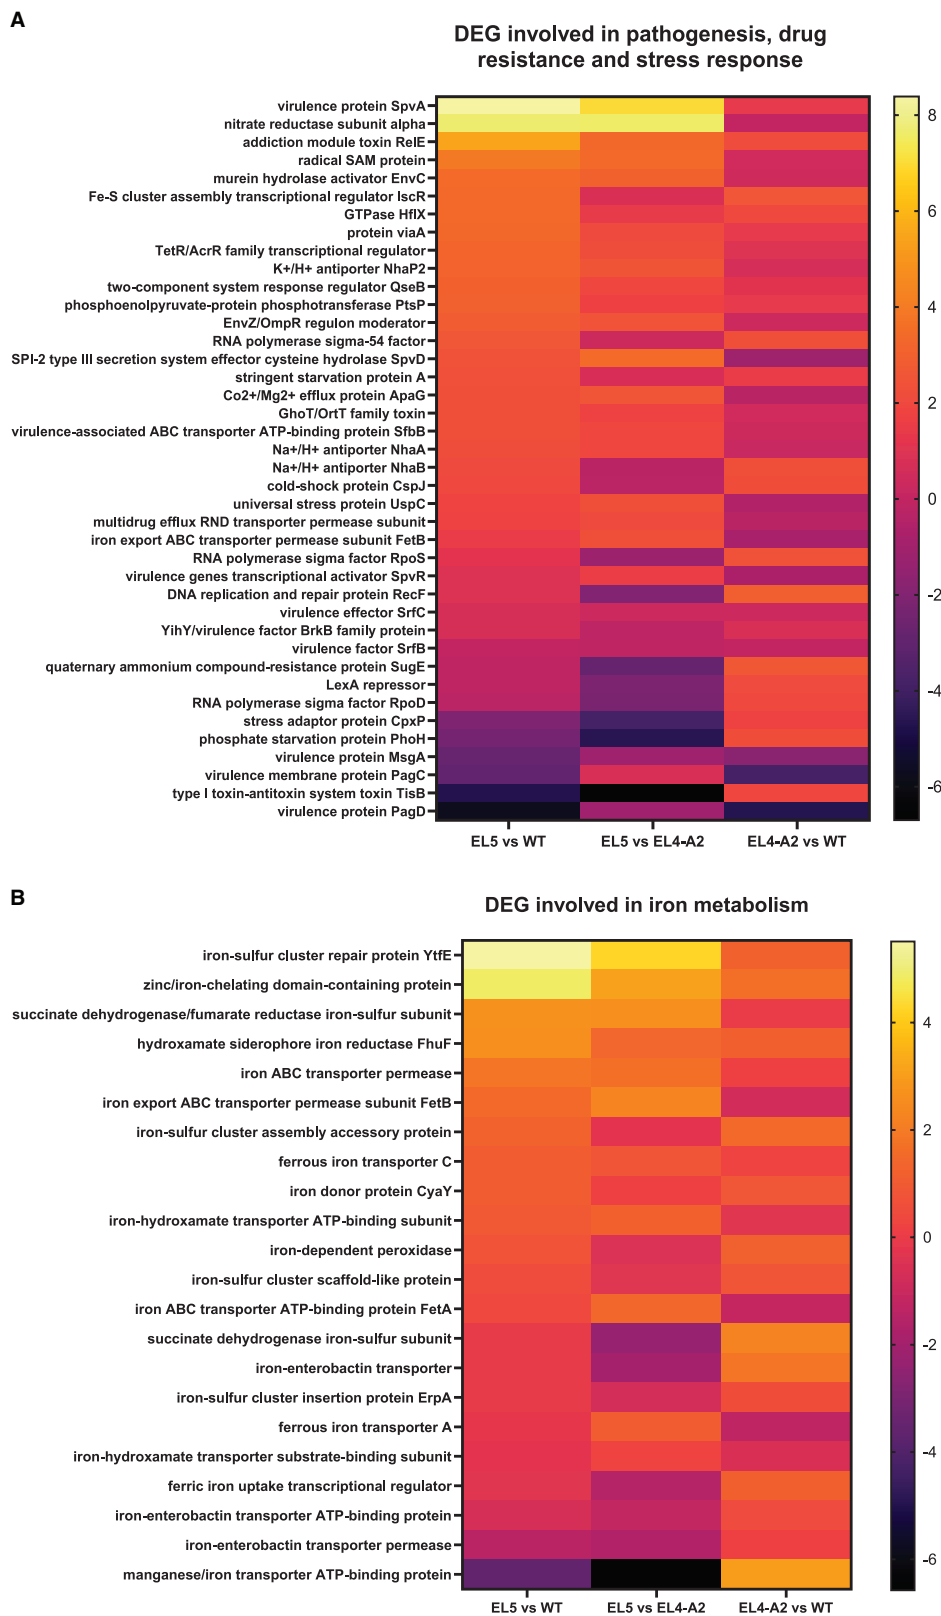 A
DEG involved in pathogenesis, drug
resistance and stress response
virulence protein SpvA
nitrate reductase subunit alpha
addiction module toxin RelE
radical SAM protein
murein hydrolase activator EnvC
Fe-S cluster assembly transcriptional regulator IscR
GTPase HflX
protein viaA
TetR/AcrR family transcriptional regulator
K+/H+ antiporter NhaP2
two-component system response regulator QseB
phosphoenolpyruvate-protein phosphotransferase PtsP
EnvZ/OmpR regulon moderator
RNA polymerase sigma-54 factor
SPI-2 type III secretion system effector cysteine hydrolase SpvD
stringent starvation protein A
Co2+/Mg2+ efflux protein ApaG
GhoT/OrtT family toxin
virulence-associated ABC transporter ATP-binding protein SfbB
Na+/H+ antiporter NhaA
Na+/H+ antiporter NhaB
cold-shock protein CspJ
universal stress protein UspC
multidrug efflux RND transporter permease subunit
iron export ABC transporter permease subunit FetB
RNA polymerase sigma factor RpoS
virulence genes transcriptional activator SpvR
DNA replication and repair protein RecF
virulence effector SrfC
YihY/virulence factor BrkB family protein
virulence factor SrfB
quaternary ammonium compound-resistance protein SugE
LexA repressor
RNA polymerase sigma factor RpoD
stress adaptor protein CpxP
phosphate starvation protein PhoH
virulence protein MsgA
virulence membrane protein PagC
type I toxin-antitoxin system toxin TisB
virulence protein PagD
EL5 vs WT
EL5 vs EL4-A2
EL4-A2 vs WT
8
6
4
2
0
-2
-4
-6
B
DEG involved in iron metabolism
iron-sulfur cluster repair protein YtfE
zinc/iron-chelating domain-containing protein
succinate dehydrogenase/fumarate reductase iron-sulfur subunit
hydroxamate siderophore iron reductase FhuF
iron ABC transporter permease
iron export ABC transporter permease subunit FetB
iron-sulfur cluster assembly accessory protein
ferrous iron transporter C
iron donor protein CyaY
iron-hydroxamate transporter ATP-binding subunit
iron-dependent peroxidase
iron-sulfur cluster scaffold-like protein
iron ABC transporter ATP-binding protein FetA
succinate dehydrogenase iron-sulfur subunit
iron-enterobactin transporter
iron-sulfur cluster insertion protein ErpA
ferrous iron transporter A
iron-hydroxamate transporter substrate-binding subunit
ferric iron uptake transcriptional regulator
iron-enterobactin transporter ATP-binding protein
iron-enterobactin transporter permease
manganese/iron transporter ATP-binding protein
EL5 vs WT
EL5 vs EL4-A2
EL4-A2 vs WT
4
2
0
-2
-4
-6